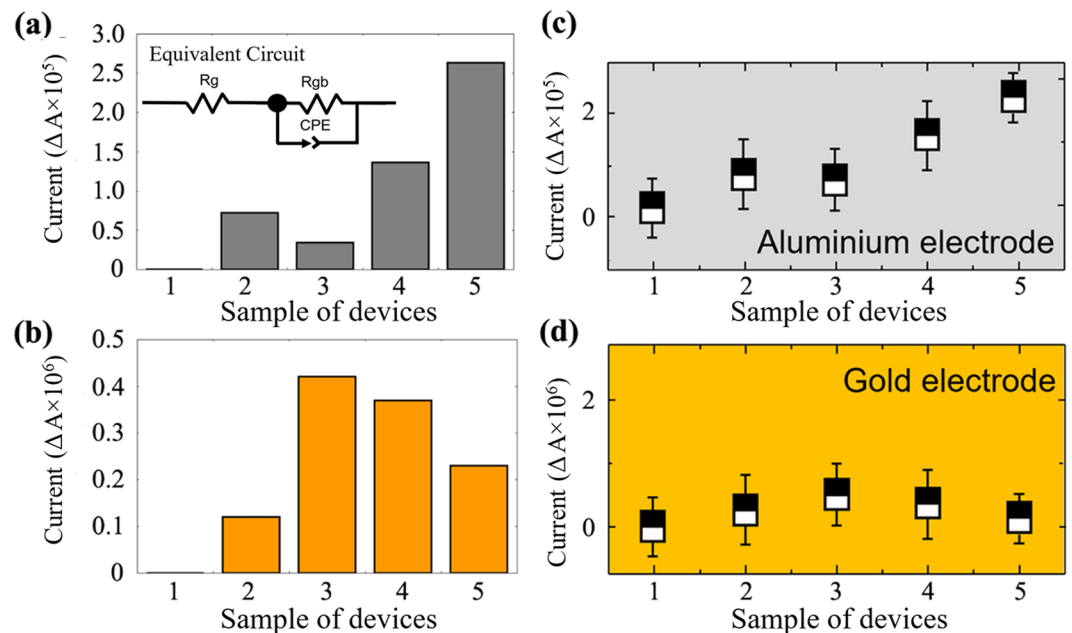 (a)
Current (Δ A×10⁵)
3.0
2.5
2.0
1.5
1.0
0.5
0
Equivalent Circuit
Rg
Rgb
CPE
1 2 3 4 5
Sample of devices
(c)
Current (Δ A×10⁵)
2
0
Aluminium electrode
1 2 3 4 5
Sample of devices
(b)
Current (Δ A×10⁶)
0.5
0.4
0.3
0.2
0.1
0
1 2 3 4 5
Sample of devices
(d)
Current (Δ A×10⁶)
2
0
Gold electrode
1 2 3 4 5
Sample of devices